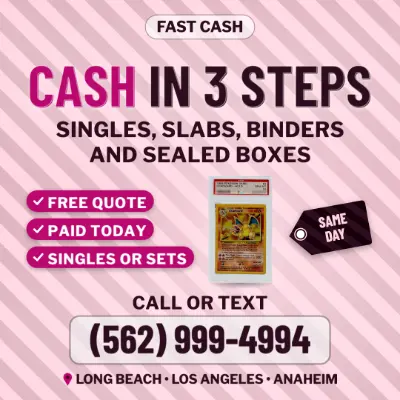 FAST CASH
CASH IN 3 STEPS
SINGLES, SLABS, BINDERS
AND SEALED BOXES
FREE QUOTE
PAID TODAY
SINGLES OR SETS
SAME
DAY
CALL OR TEXT
(562) 999-4994
LONG BEACH • LOS ANGELES • ANAHEIM